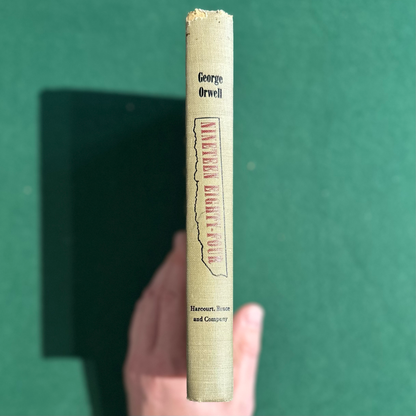 George
Orwell
NINETEEN EIGHTY-FOUR
Harcourt, Brace
and Company